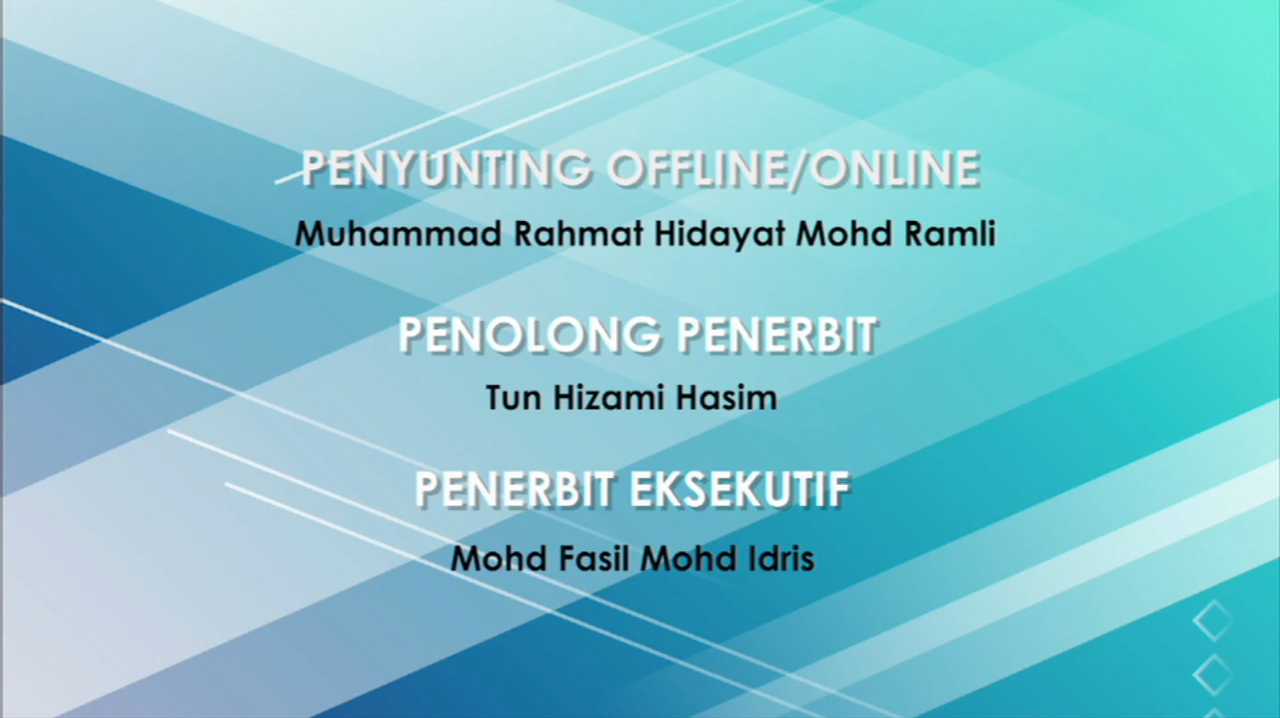 PENYUNTING OFFLINE/ONLINE
Muhammad Rahmat Hidayat Mohd Ramli
PENOLONG PENERBIT
Tun Hizami Hasim
PENERBIT EKSEKUTIF
Mohd Fasil Mohd Idris